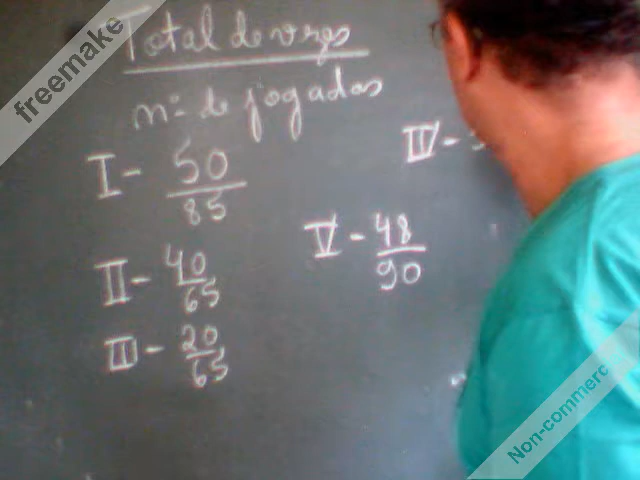 Total de vezes
nº de jogadas
I - 50/85
II - 40/65
III - 20/65
IV -
V - 48/90
freemake
Non-commerc